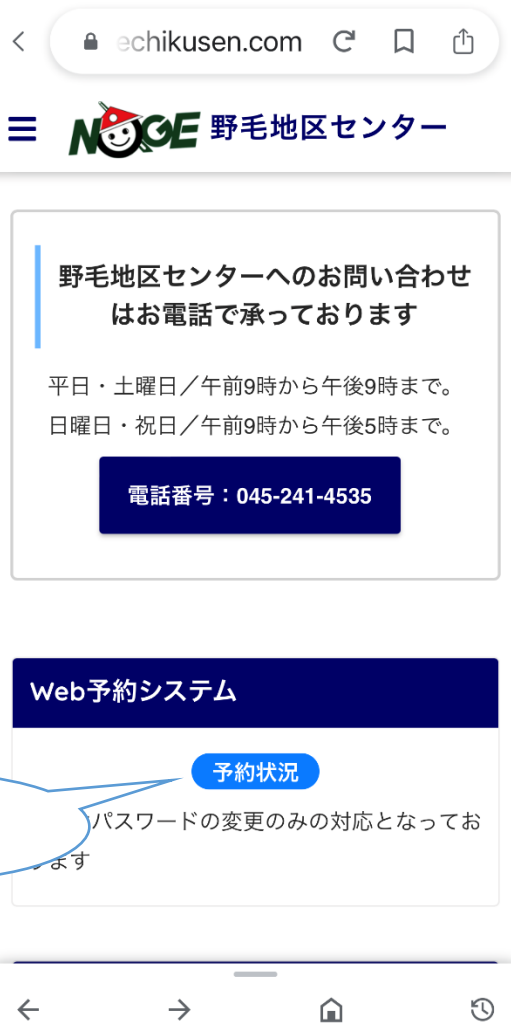 echikusen.com
NOGE 野毛地区センター
野毛地区センターへのお問い合わせ
はお電話で承っております
平日・土曜日／午前9時から午後9時まで。
日曜日・祝日／午前9時から午後5時まで。
電話番号：045-241-4535
Web予約システム
予約状況
パスワードの変更のみの対応となってお
ります